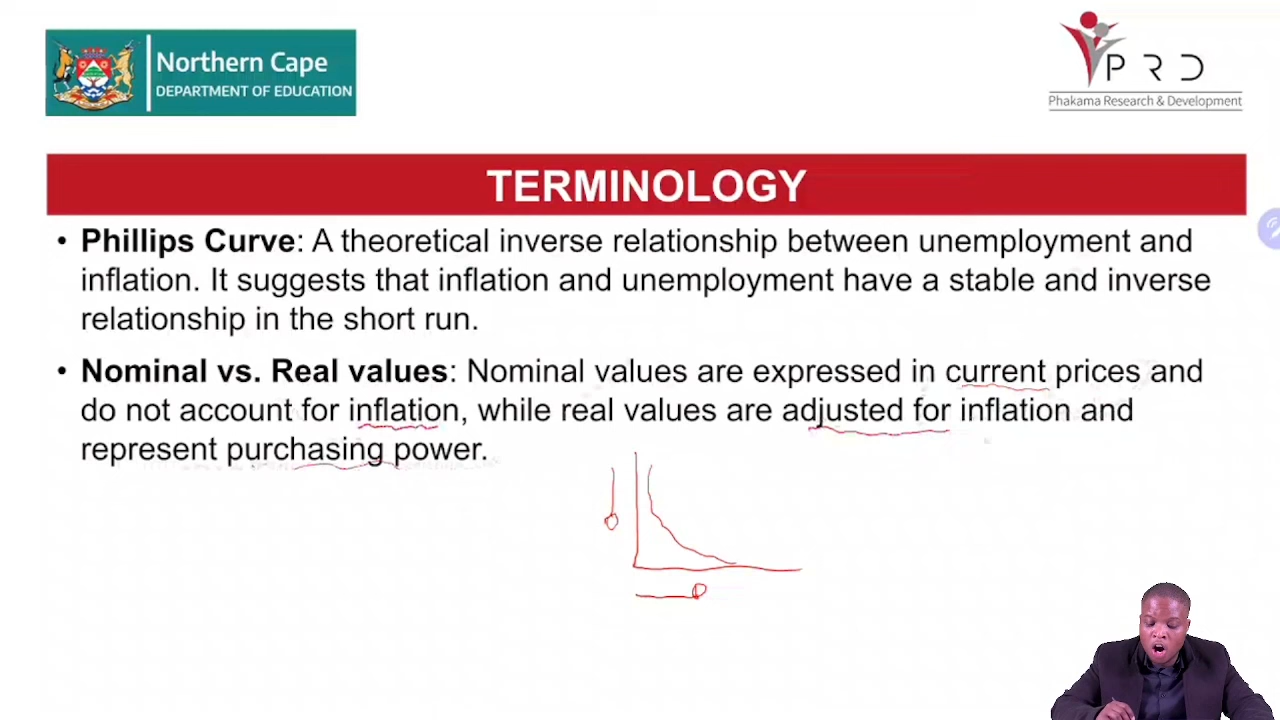 Northern Cape
DEPARTMENT OF EDUCATION
P R D
Phakama Research & Development
TERMINOLOGY
• Phillips Curve: A theoretical inverse relationship between unemployment and
inflation. It suggests that inflation and unemployment have a stable and inverse
relationship in the short run.
• Nominal vs. Real values: Nominal values are expressed in current prices and
do not account for inflation, while real values are adjusted for inflation and
represent purchasing power.